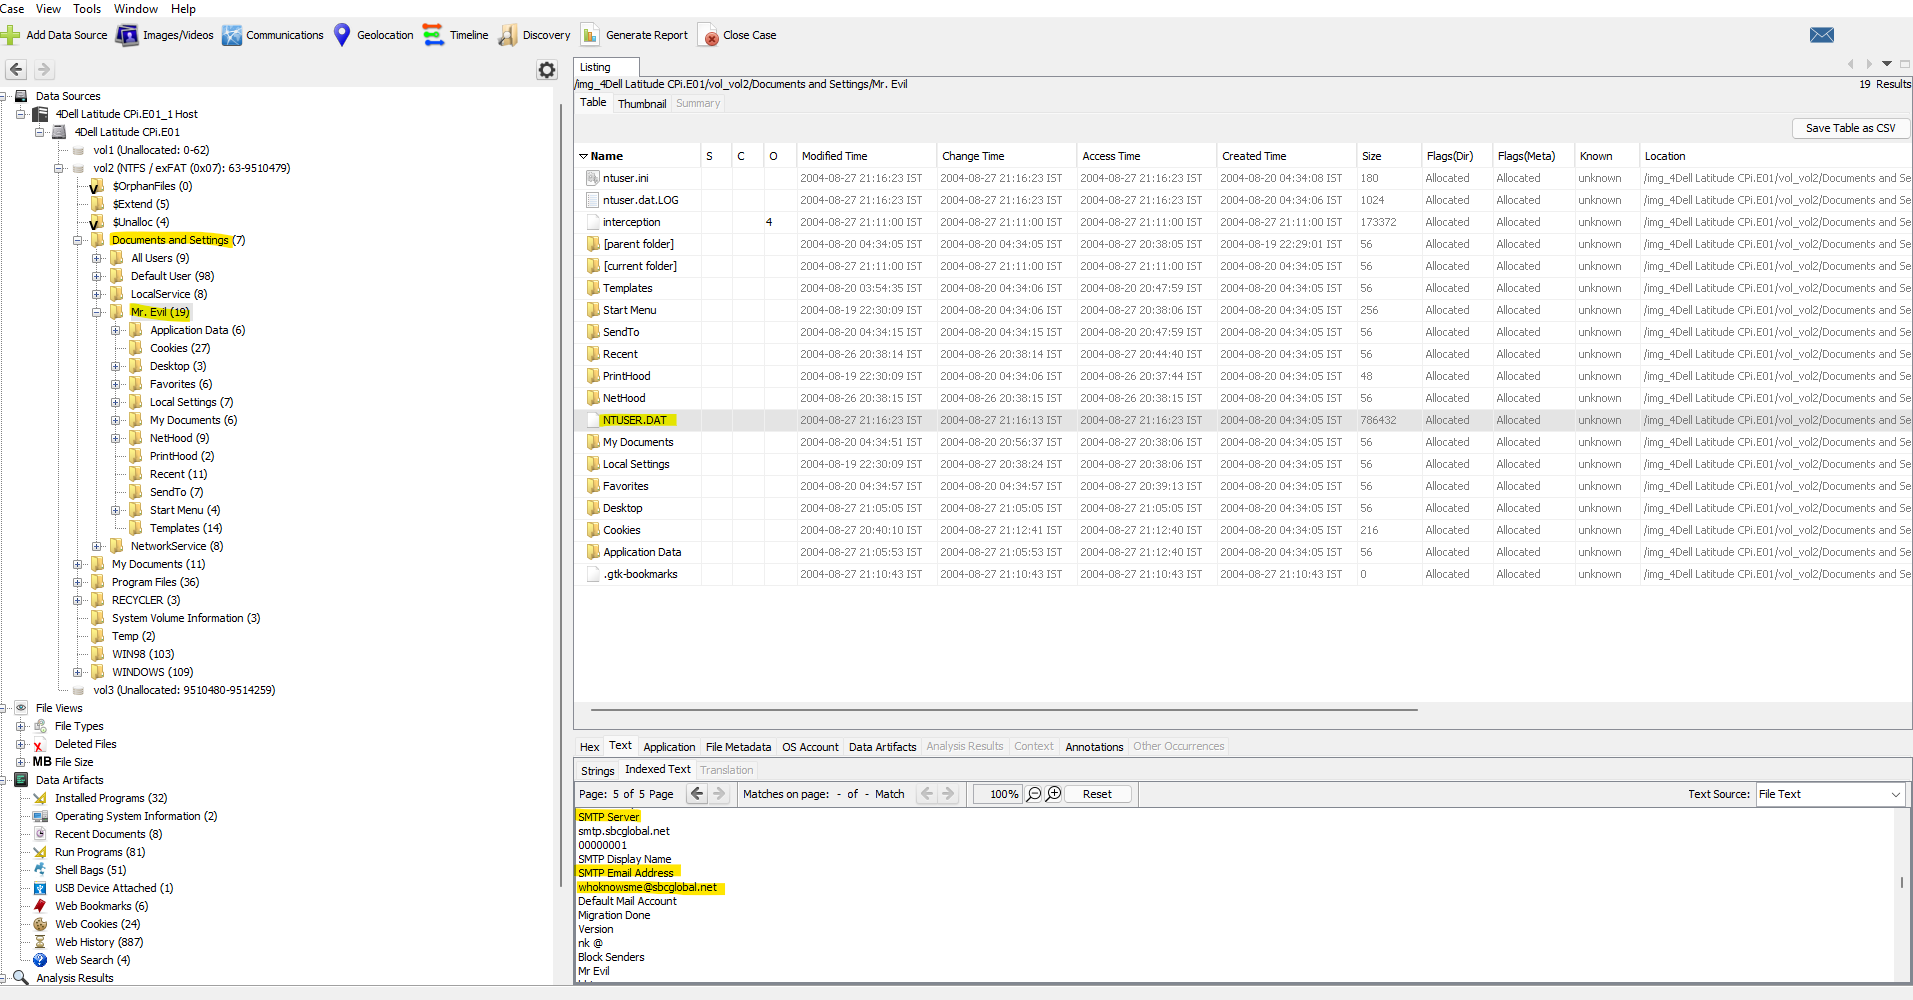 Case View Tools Window Help
Add Data Source Images/Videos Communications Geolocation Timeline Discovery Generate Report Close Case
Data Sources
4Dell Latitude CPi.E01_1 Host
4Dell Latitude CPi.E01
vol1 (Unallocated: 0-62)
vol2 (NTFS / exFAT (0x07): 63-9510479)
$OrphanFiles (0)
$Extend (5)
$Unalloc (4)
Documents and Settings (7)
All Users (9)
Default User (98)
LocalService (8)
Mr. Evil (19)
Application Data (6)
Cookies (27)
Desktop (3)
Favorites (6)
Local Settings (7)
My Documents (6)
NetHood (9)
PrintHood (2)
Recent (11)
SendTo (7)
Start Menu (4)
Templates (14)
NetworkService (8)
My Documents (11)
Program Files (36)
RECYCLER (3)
System Volume Information (3)
Temp (2)
WIN98 (103)
WINDOWS (109)
vol3 (Unallocated: 9510480-9514259)
File Views
File Types
Deleted Files
MB File Size
Data Artifacts
Installed Programs (32)
Operating System Information (2)
Recent Documents (8)
Run Programs (81)
Shell Bags (51)
USB Device Attached (1)
Web Bookmarks (6)
Web Cookies (24)
Web History (887)
Web Search (4)
Analysis Results
Listing
/img_4Dell Latitude CPi.E01/vol_vol2/Documents and Settings/Mr. Evil 19 Results
Table Thumbnail Summary
Save Table as CSV
Name S C O Modified Time Change Time Access Time Created Time Size Flags(Dir) Flags(Meta) Known Location
ntuser.ini 2004-08-27 21:16:23 IST 2004-08-27 21:16:23 IST 2004-08-27 21:16:23 IST 2004-08-20 04:34:08 IST 180 Allocated Allocated unknown /img_4Dell Latitude CPi.E01/vol_vol2/Documents and Se
ntuser.dat.LOG 2004-08-27 21:16:23 IST 2004-08-27 21:16:23 IST 2004-08-27 21:16:23 IST 2004-08-20 04:34:06 IST 1024 Allocated Allocated unknown /img_4Dell Latitude CPi.E01/vol_vol2/Documents and Se
interception 4 2004-08-27 21:11:00 IST 2004-08-27 21:11:00 IST 2004-08-27 21:11:00 IST 2004-08-27 21:11:00 IST 173372 Allocated Allocated unknown /img_4Dell Latitude CPi.E01/vol_vol2/Documents and Se
[parent folder] 2004-08-20 04:34:05 IST 2004-08-20 04:34:05 IST 2004-08-27 20:38:05 IST 2004-08-19 22:29:01 IST 56 Allocated Allocated unknown /img_4Dell Latitude CPi.E01/vol_vol2/Documents and Se
[current folder] 2004-08-27 21:11:00 IST 2004-08-27 21:11:00 IST 2004-08-27 21:11:00 IST 2004-08-20 04:34:05 IST 56 Allocated Allocated unknown /img_4Dell Latitude CPi.E01/vol_vol2/Documents and Se
Templates 2004-08-20 03:54:35 IST 2004-08-20 04:34:06 IST 2004-08-20 20:47:59 IST 2004-08-20 04:34:05 IST 56 Allocated Allocated unknown /img_4Dell Latitude CPi.E01/vol_vol2/Documents and Se
Start Menu 2004-08-19 22:30:09 IST 2004-08-20 04:34:06 IST 2004-08-27 20:38:06 IST 2004-08-20 04:34:05 IST 256 Allocated Allocated unknown /img_4Dell Latitude CPi.E01/vol_vol2/Documents and Se
SendTo 2004-08-20 04:34:15 IST 2004-08-20 04:34:15 IST 2004-08-20 20:47:59 IST 2004-08-20 04:34:05 IST 56 Allocated Allocated unknown /img_4Dell Latitude CPi.E01/vol_vol2/Documents and Se
Recent 2004-08-26 20:38:14 IST 2004-08-26 20:38:14 IST 2004-08-27 20:44:40 IST 2004-08-20 04:34:05 IST 56 Allocated Allocated unknown /img_4Dell Latitude CPi.E01/vol_vol2/Documents and Se
PrintHood 2004-08-19 22:30:09 IST 2004-08-20 04:34:06 IST 2004-08-26 20:37:44 IST 2004-08-20 04:34:05 IST 48 Allocated Allocated unknown /img_4Dell Latitude CPi.E01/vol_vol2/Documents and Se
NetHood 2004-08-26 20:38:15 IST 2004-08-26 20:38:15 IST 2004-08-26 20:38:15 IST 2004-08-20 04:34:05 IST 56 Allocated Allocated unknown /img_4Dell Latitude CPi.E01/vol_vol2/Documents and Se
NTUSER.DAT 2004-08-27 21:16:23 IST 2004-08-27 21:16:13 IST 2004-08-27 21:16:23 IST 2004-08-20 04:34:05 IST 786432 Allocated Allocated unknown /img_4Dell Latitude CPi.E01/vol_vol2/Documents and Se
My Documents 2004-08-20 04:34:51 IST 2004-08-27 20:56:37 IST 2004-08-27 20:38:06 IST 2004-08-20 04:34:05 IST 56 Allocated Allocated unknown /img_4Dell Latitude CPi.E01/vol_vol2/Documents and Se
Local Settings 2004-08-19 22:30:09 IST 2004-08-27 20:38:24 IST 2004-08-27 20:38:06 IST 2004-08-20 04:34:05 IST 56 Allocated Allocated unknown /img_4Dell Latitude CPi.E01/vol_vol2/Documents and Se
Favorites 2004-08-20 04:34:57 IST 2004-08-20 04:34:57 IST 2004-08-27 20:39:13 IST 2004-08-20 04:34:05 IST 56 Allocated Allocated unknown /img_4Dell Latitude CPi.E01/vol_vol2/Documents and Se
Desktop 2004-08-27 21:05:05 IST 2004-08-27 21:05:05 IST 2004-08-27 21:05:05 IST 2004-08-20 04:34:05 IST 56 Allocated Allocated unknown /img_4Dell Latitude CPi.E01/vol_vol2/Documents and Se
Cookies 2004-08-27 20:40:10 IST 2004-08-27 21:12:41 IST 2004-08-27 21:12:40 IST 2004-08-20 04:34:05 IST 216 Allocated Allocated unknown /img_4Dell Latitude CPi.E01/vol_vol2/Documents and Se
Application Data 2004-08-27 21:05:53 IST 2004-08-27 21:05:53 IST 2004-08-27 21:12:40 IST 2004-08-20 04:34:05 IST 56 Allocated Allocated unknown /img_4Dell Latitude CPi.E01/vol_vol2/Documents and Se
.gtk-bookmarks 2004-08-27 21:10:43 IST 2004-08-27 21:10:43 IST 2004-08-27 21:10:43 IST 2004-08-27 21:10:43 IST 0 Allocated Allocated unknown /img_4Dell Latitude CPi.E01/vol_vol2/Documents and Se
Hex Text Application File Metadata OS Account Data Artifacts Analysis Results Context Annotations Other Occurrences
Strings Indexed Text Translation
Page: 5 of 5 Page Matches on page: - of - Match 100% Reset Text Source: File Text
SMTP Server
smtp.sbcglobal.net
00000001
SMTP Display Name
SMTP Email Address
whoknowsme@sbcglobal.net
Default Mail Account
Migration Done
Version
nk @
Block Senders
Mr Evil